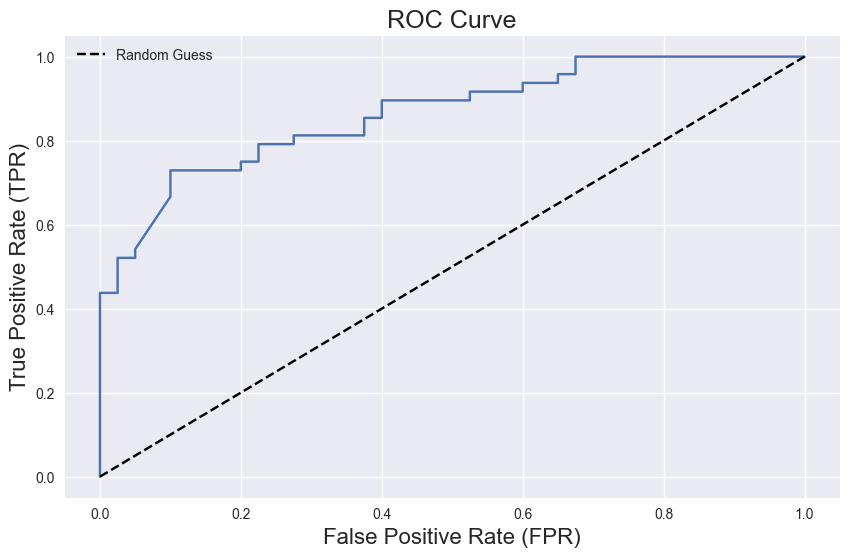 ROC Curve
Random Guess
1.0
0.8
0.6
0.4
0.2
0.0
True Positive Rate (TPR)
0.0 0.2 0.4 0.6 0.8 1.0
False Positive Rate (FPR)